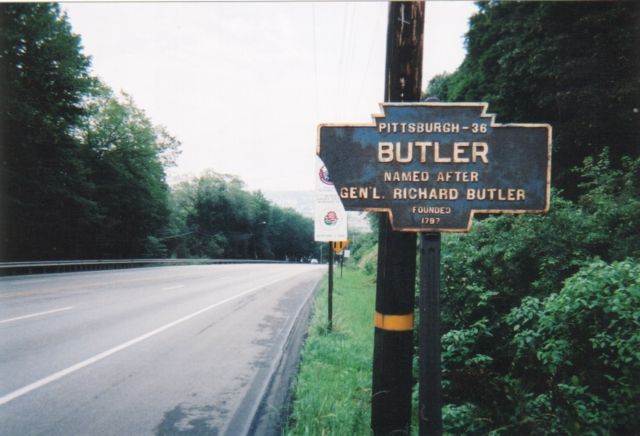 PITTSBURGH-36
BUTLER
NAMED AFTER
GEN'L. RICHARD BUTLER
FOUNDED
1797